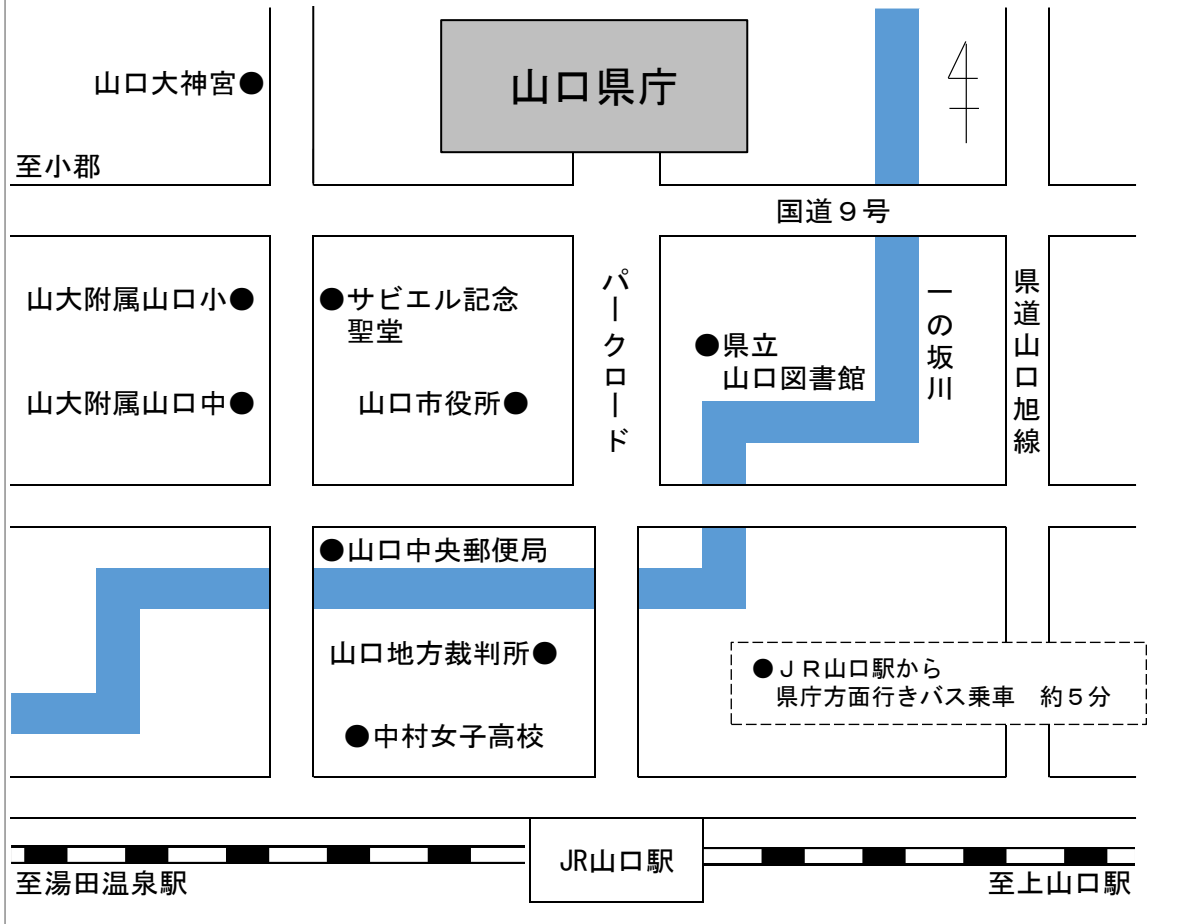 山口大神宮●
山口県庁
至小郡
国道９号
山大附属山口小●
●サビエル記念
聖堂
パークロード
●県立
山口図書館
一の坂川
県道山口旭線
山大附属山口中●
山口市役所●
●山口中央郵便局
山口地方裁判所●
●中村女子高校
●ＪＲ山口駅から
県庁方面行きバス乗車　約５分
JR山口駅
至湯田温泉駅
至上山口駅